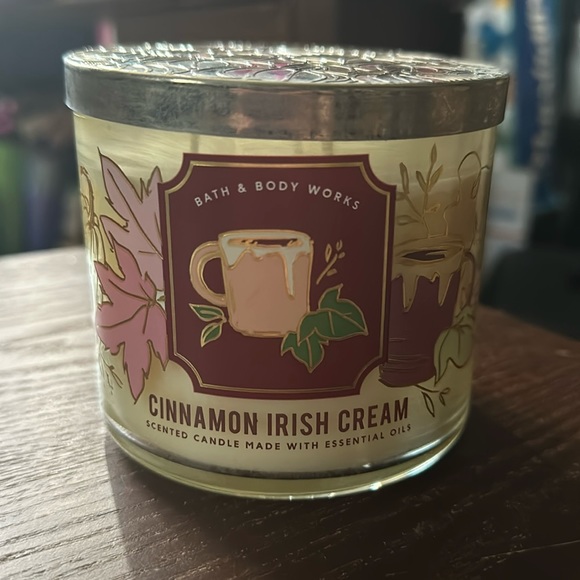 BATH & BODY WORKS
CINNAMON IRISH CREAM
SCENTED CANDLE MADE WITH ESSENTIAL OILS